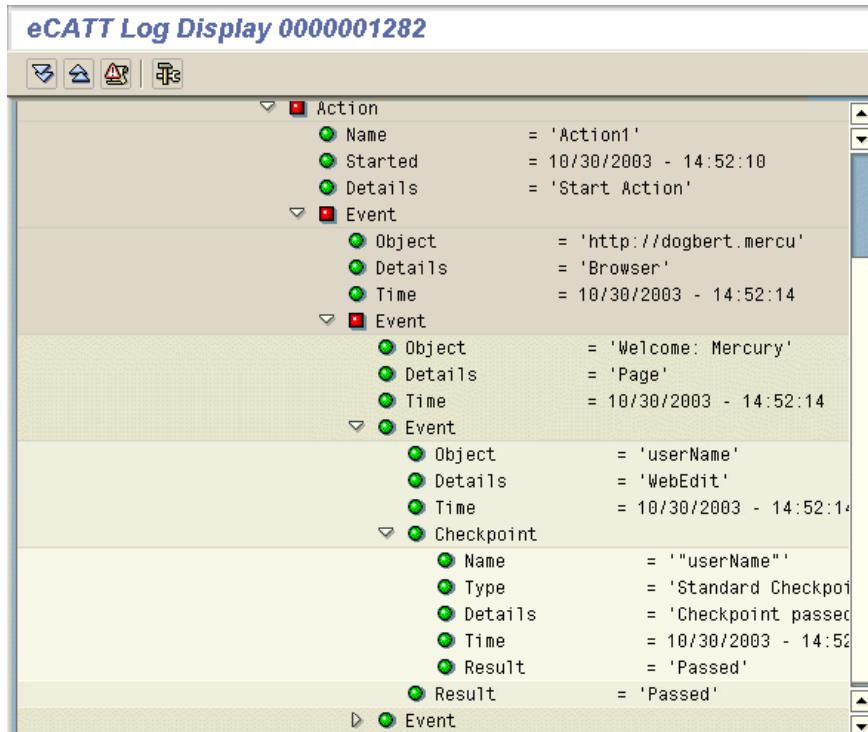 eCATT Log Display 0000001282
Action
Name = 'Action1'
Started = 10/30/2003 - 14:52:10
Details = 'Start Action'
Event
Object = 'http://dogbert.mercu'
Details = 'Browser'
Time = 10/30/2003 - 14:52:14
Event
Object = 'Welcome: Mercury'
Details = 'Page'
Time = 10/30/2003 - 14:52:14
Event
Object = 'userName'
Details = 'WebEdit'
Time = 10/30/2003 - 14:52:14
Checkpoint
Name = '"userName"'
Type = 'Standard Checkpoi
Details = 'Checkpoint passed
Time = 10/30/2003 - 14:52
Result = 'Passed'
Result = 'Passed'
Event